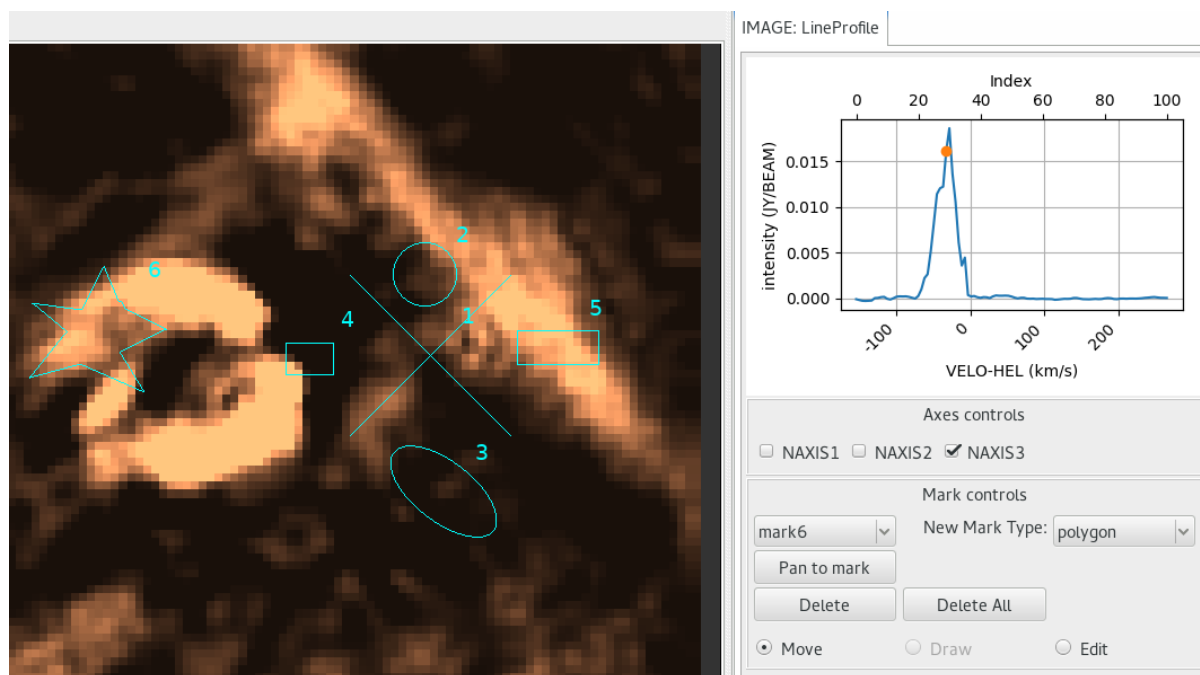 IMAGE: LineProfile
Index
0 20 40 60 80 100
intensity (JY/BEAM)
0.015
0.010
0.005
0.000
-100 0 100 200
VELO-HEL (km/s)
2
6
1
4
5
3
Axes controls
NAXIS1 NAXIS2 NAXIS3
Mark controls
mark6 New Mark Type: polygon
Pan to mark
Delete Delete All
Move Draw Edit